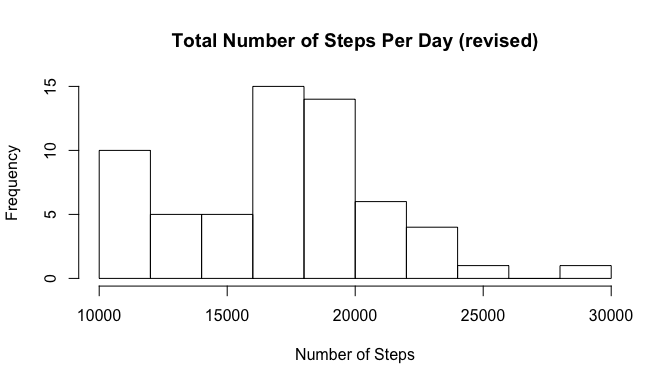 Total Number of Steps Per Day (revised)
Frequency
15
10
5
0
10000 15000 20000 25000 30000
Number of Steps